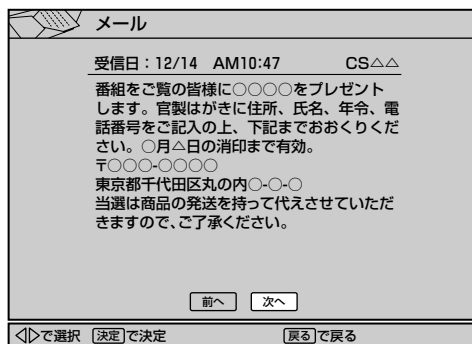 メール
受信日：12/14　AM10:47　CS△△
番組をご覧の皆様に○○○○をプレゼント
します。官製はがきに住所、氏名、年令、電
話番号をご記入の上、下記までおおくりくだ
さい。○月△日の消印まで有効。
〒○○○-○○○○
東京都千代田区丸の内○-○-○
当選は商品の発送を持って代えさせていただ
きますので、ご了承ください。
前へ　次へ
◁▷で選択　決定で決定　戻るで戻る